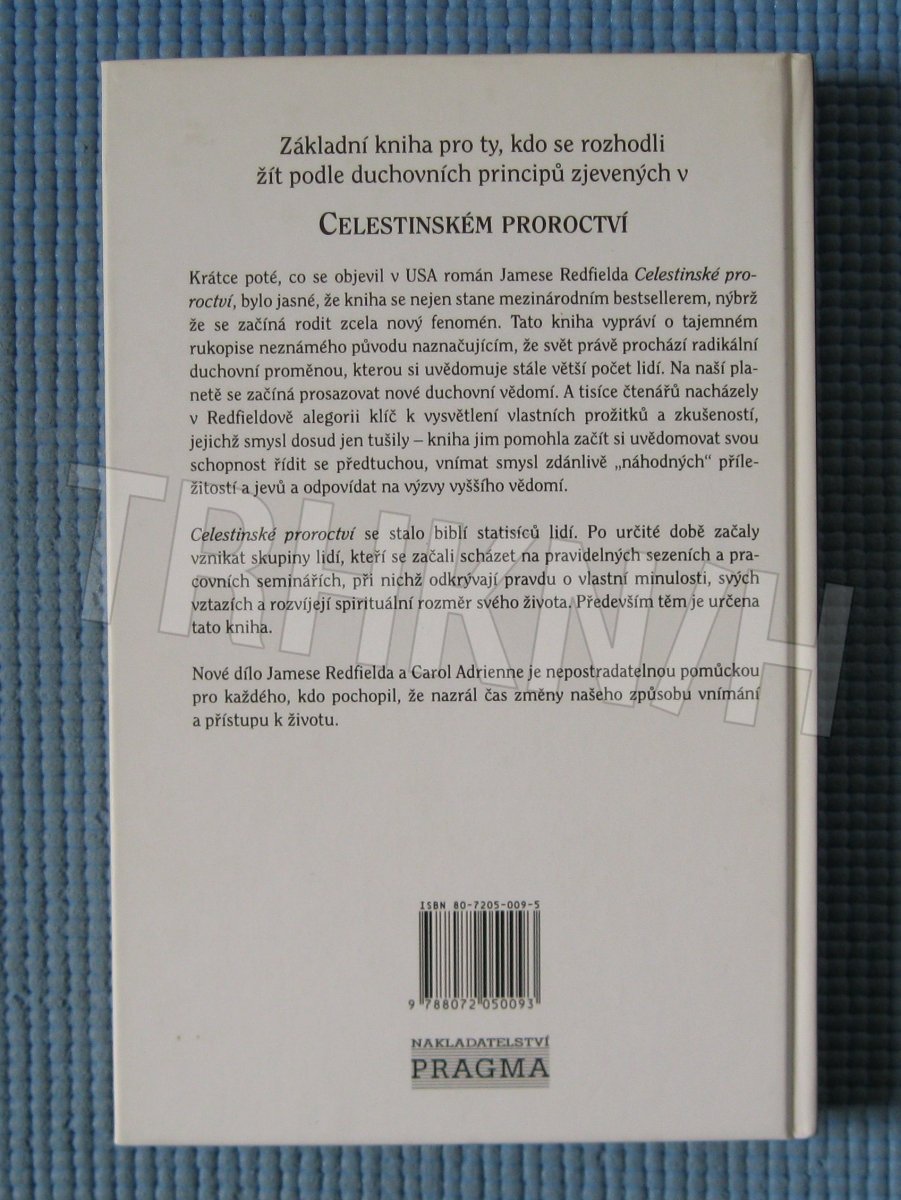 Základní kniha pro ty, kdo se rozhodli
žít podle duchovních principů zjevených v
CELESTINSKÉM PROROCTVÍ
Krátce poté, co se objevil v USA román Jamese Redfielda Celestinské pro-
roctví, bylo jasné, že kniha se nejen stane mezinárodním bestsellerem, nýbrž
že se začíná rodit zcela nový fenomén. Tato kniha vypráví o tajemném
rukopise neznámého původu naznačujícím, že svět právě prochází radikální
duchovní proměnou, kterou si uvědomuje stále větší počet lidí. Na naší pla-
netě se začíná prosazovat nové duchovní vědomí. A tisíce čtenářů nacházely
v Redfieldově alegorii klíč k vysvětlení vlastních prožitků a zkušeností,
jejichž smysl dosud jen tušily – kniha jim pomohla začít si uvědomovat svou
schopnost řídit se předtuchou, vnímat smysl zdánlivě „náhodných“ příle-
žitostí a jevů a odpovídat na výzvy vyššího vědomí.
Celestinské proroctví se stalo biblí statisíců lidí. Po určité době začaly
vznikat skupiny lidí, kteří se začali scházet na pravidelných sezeních a pra-
covních seminářích, při nichž odkrývají pravdu o vlastní minulosti, svých
vztazích a rozvíjejí spirituální rozměr svého života. Především těm je určena
tato kniha.
Nové dílo Jamese Redfielda a Carol Adrienne je nepostradatelnou pomůckou
pro každého, kdo pochopil, že nazrál čas změny našeho způsobu vnímání
a přístupu k životu.
TRHKNIH
ISBN 80-7205-009-5
9 788072 050093
NAKLADATELSTVÍ
PRAGMA